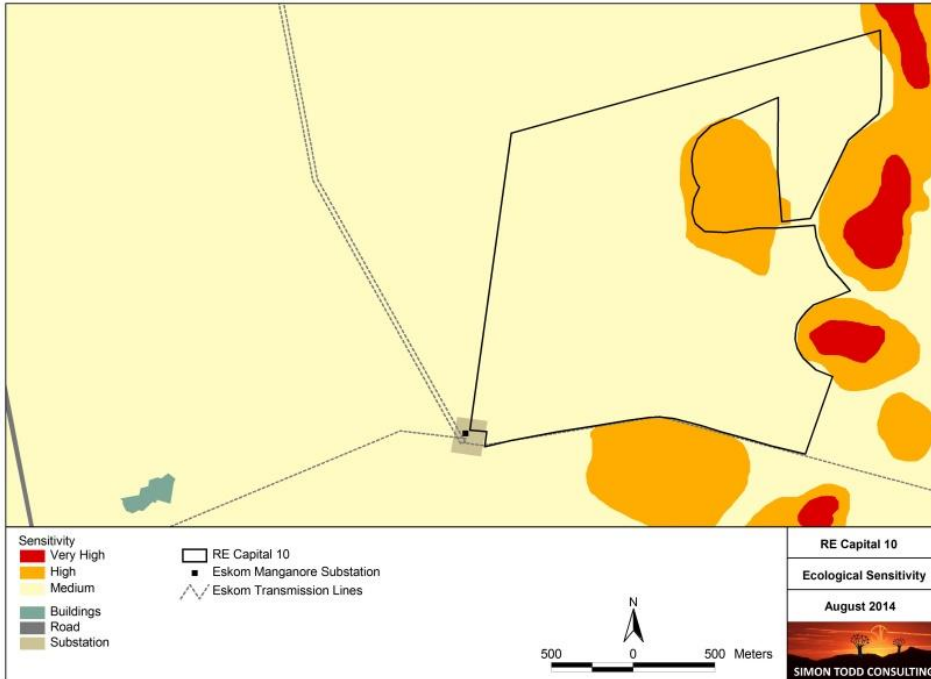 Sensitivity
Very High
High
Medium
Buildings
Road
Substation
RE Capital 10
Eskom Manganore Substation
Eskom Transmission Lines
N
500 0 500 Meters
RE Capital 10
Ecological Sensitivity
August 2014
SIMON TODD CONSULTING